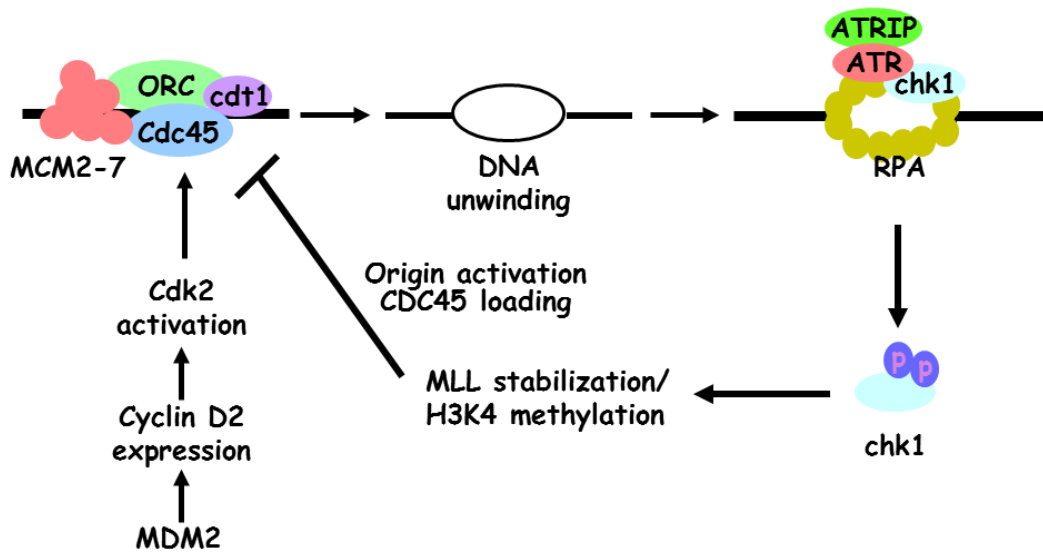 ATRIP
ATR
ORC
cdt1
chk1
Cdc45
MCM2-7
DNA
unwinding
RPA
Origin activation
CDC45 loading
Cdk2
activation
p p
MLL stabilization/
H3K4 methylation
Cyclin D2
expression
chk1
MDM2